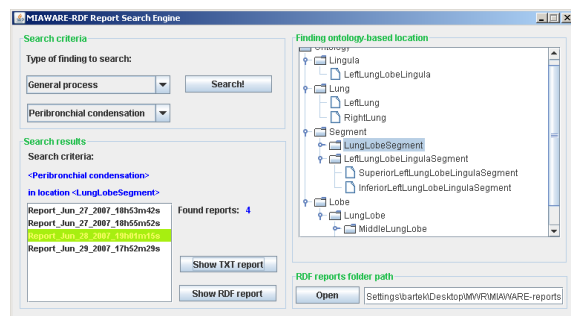 MIAWARE-RDF Report Search Engine
Search criteria
Type of finding to search:
General process
Search!
Peribronchial condensation
Search results
Search criteria:
<Peribronchial condensation>
in location <LungLobeSegment>
Report_Jun_27_2007_18h53m42s
Report_Jun_27_2007_18h55m52s
Report_Jun_28_2007_19h01m15s
Report_Jun_29_2007_17h52m29s
Found reports: 4
Show TXT report
Show RDF report
Finding ontology-based location
Ontology
Lingula
LeftLungLobeLingula
Lung
LeftLung
RightLung
Segment
LungLobeSegment
LeftLungLobeLingulaSegment
SuperiorLeftLungLobeLingulaSegment
InferiorLeftLungLobeLingulaSegment
Lobe
LungLobe
MiddleLungLobe
RDF reports folder path
Open
Settings\bartek\Desktop\MWR\MIAWARE-reports